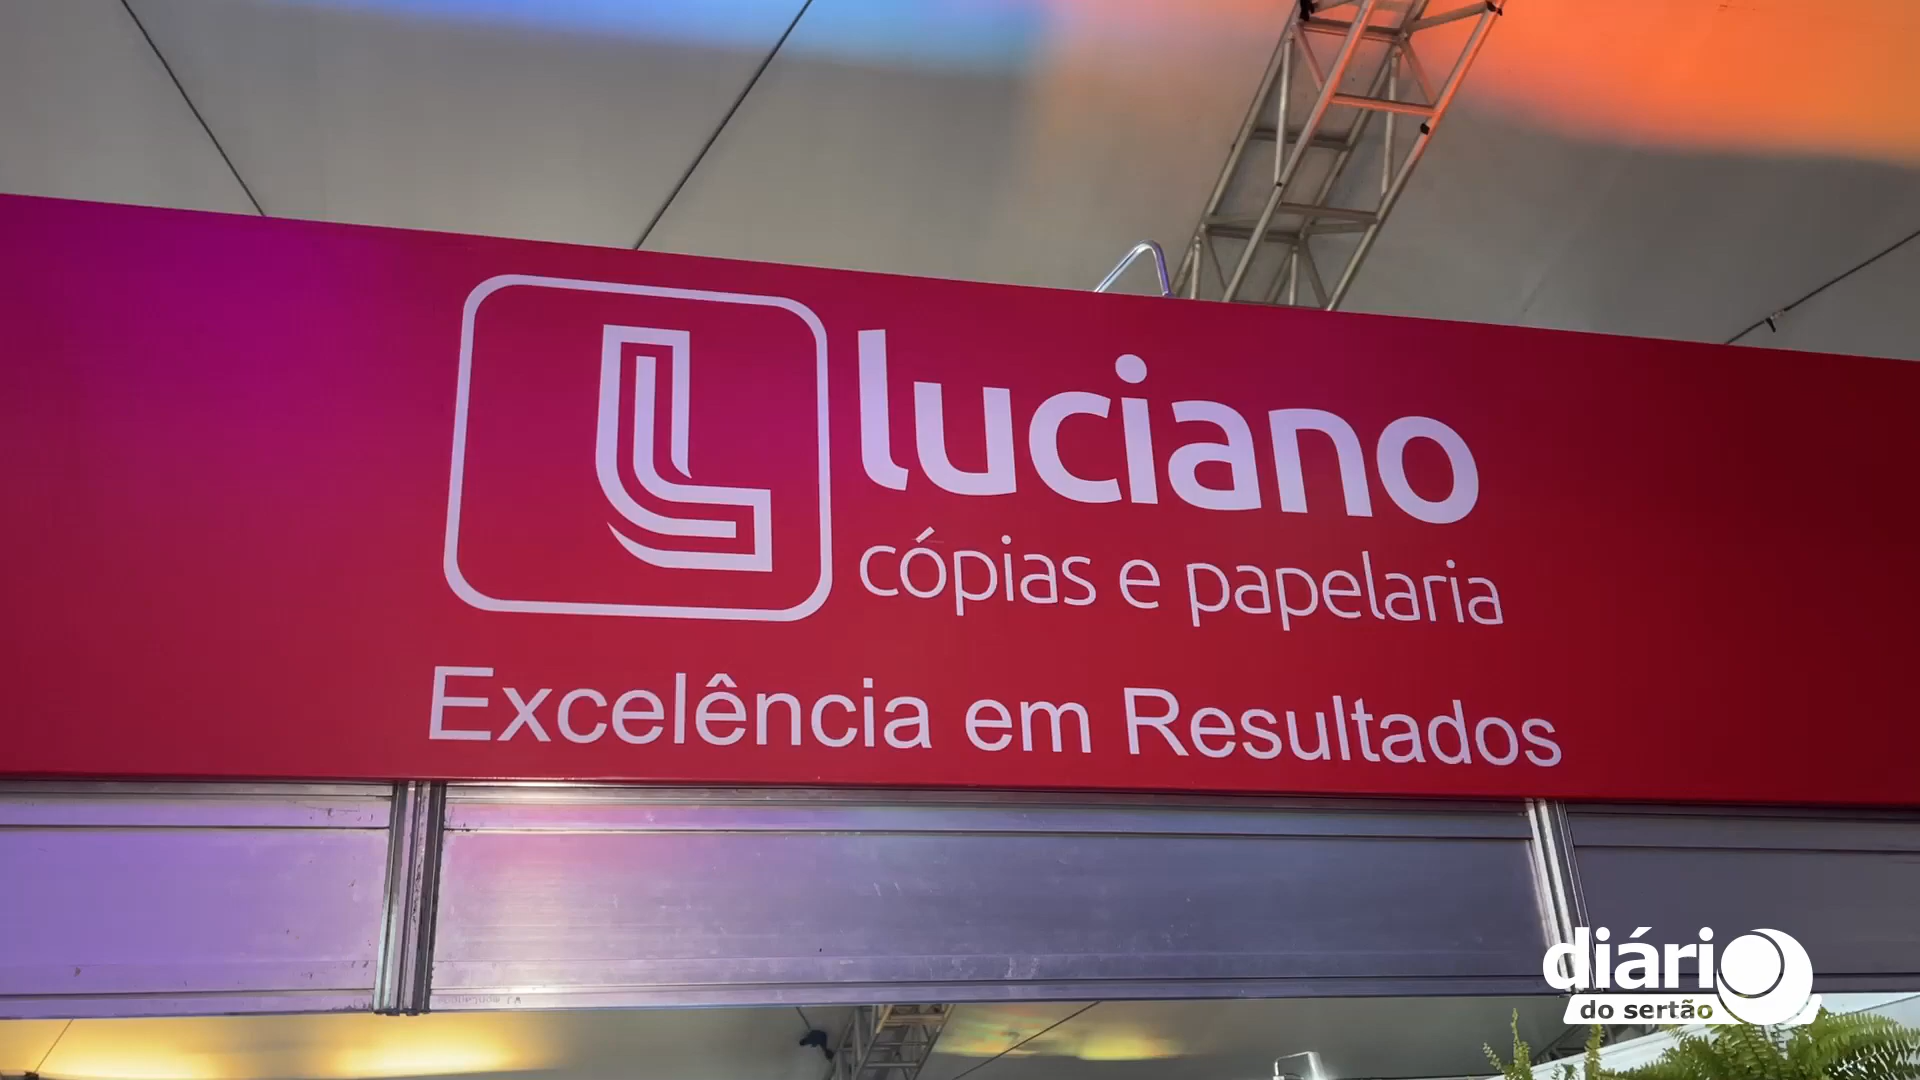 luciano
cópias e papelaria
Excelência em Resultados
diário
do sertão